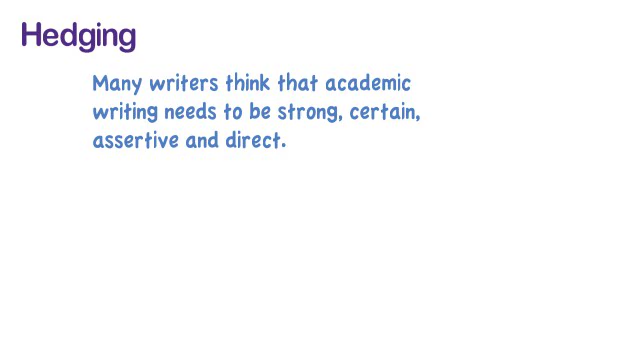 Hedging
Many writers think that academic
writing needs to be strong, certain,
assertive and direct.